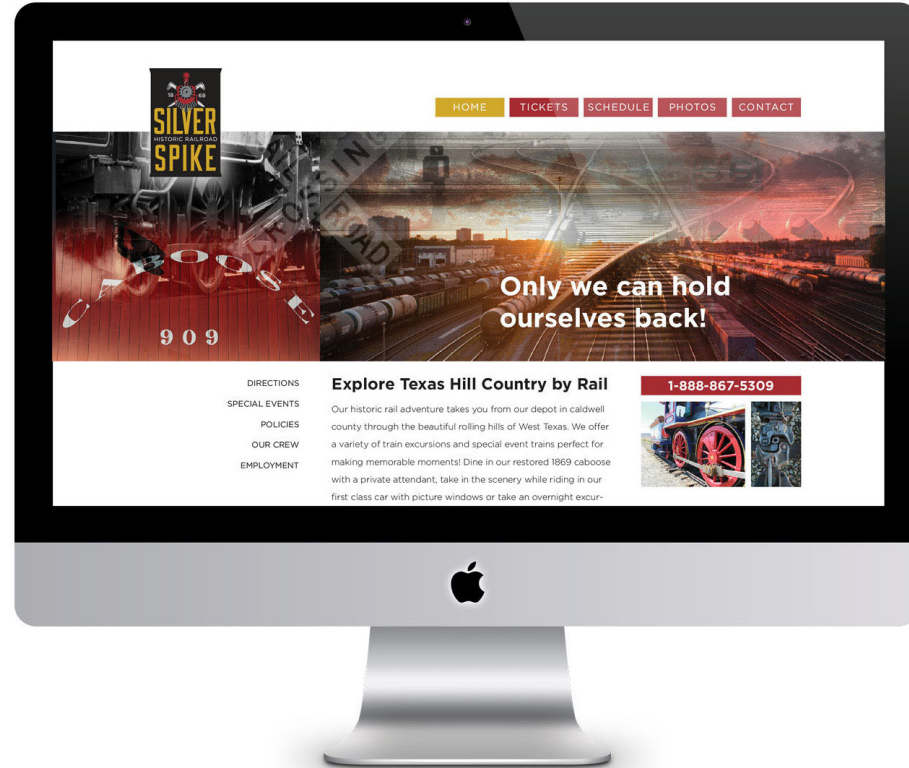 18 69
SILVER
HISTORIC RAILROAD
SPIKE
HOME TICKETS SCHEDULE PHOTOS CONTACT
CROSSING
ROAD
CABOOSE
909
Only we can hold
ourselves back!
DIRECTIONS
SPECIAL EVENTS
POLICIES
OUR CREW
EMPLOYMENT
Explore Texas Hill Country by Rail
Our historic rail adventure takes you from our depot in caldwell
county through the beautiful rolling hills of West Texas. We offer
a variety of train excursions and special event trains perfect for
making memorable moments! Dine in our restored 1869 caboose
with a private attendant, take in the scenery while riding in our
first class car with picture windows or take an overnight excur-
1-888-867-5309